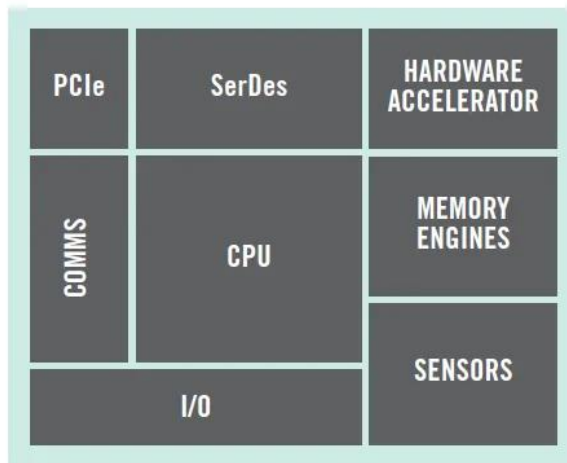 PCIe
SerDes
HARDWARE
ACCELERATOR
COMMS
CPU
MEMORY
ENGINES
SENSORS
I/O